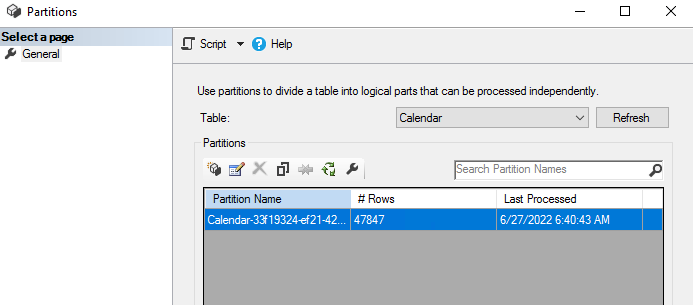 Partitions
Select a page
General
Script
Help
Use partitions to divide a table into logical parts that can be processed independently.
Table:
Calendar
Refresh
Partitions
Search Partition Names
Partition Name # Rows Last Processed
Calendar-33f19324-ef21-42... 47847 6/27/2022 6:40:43 AM